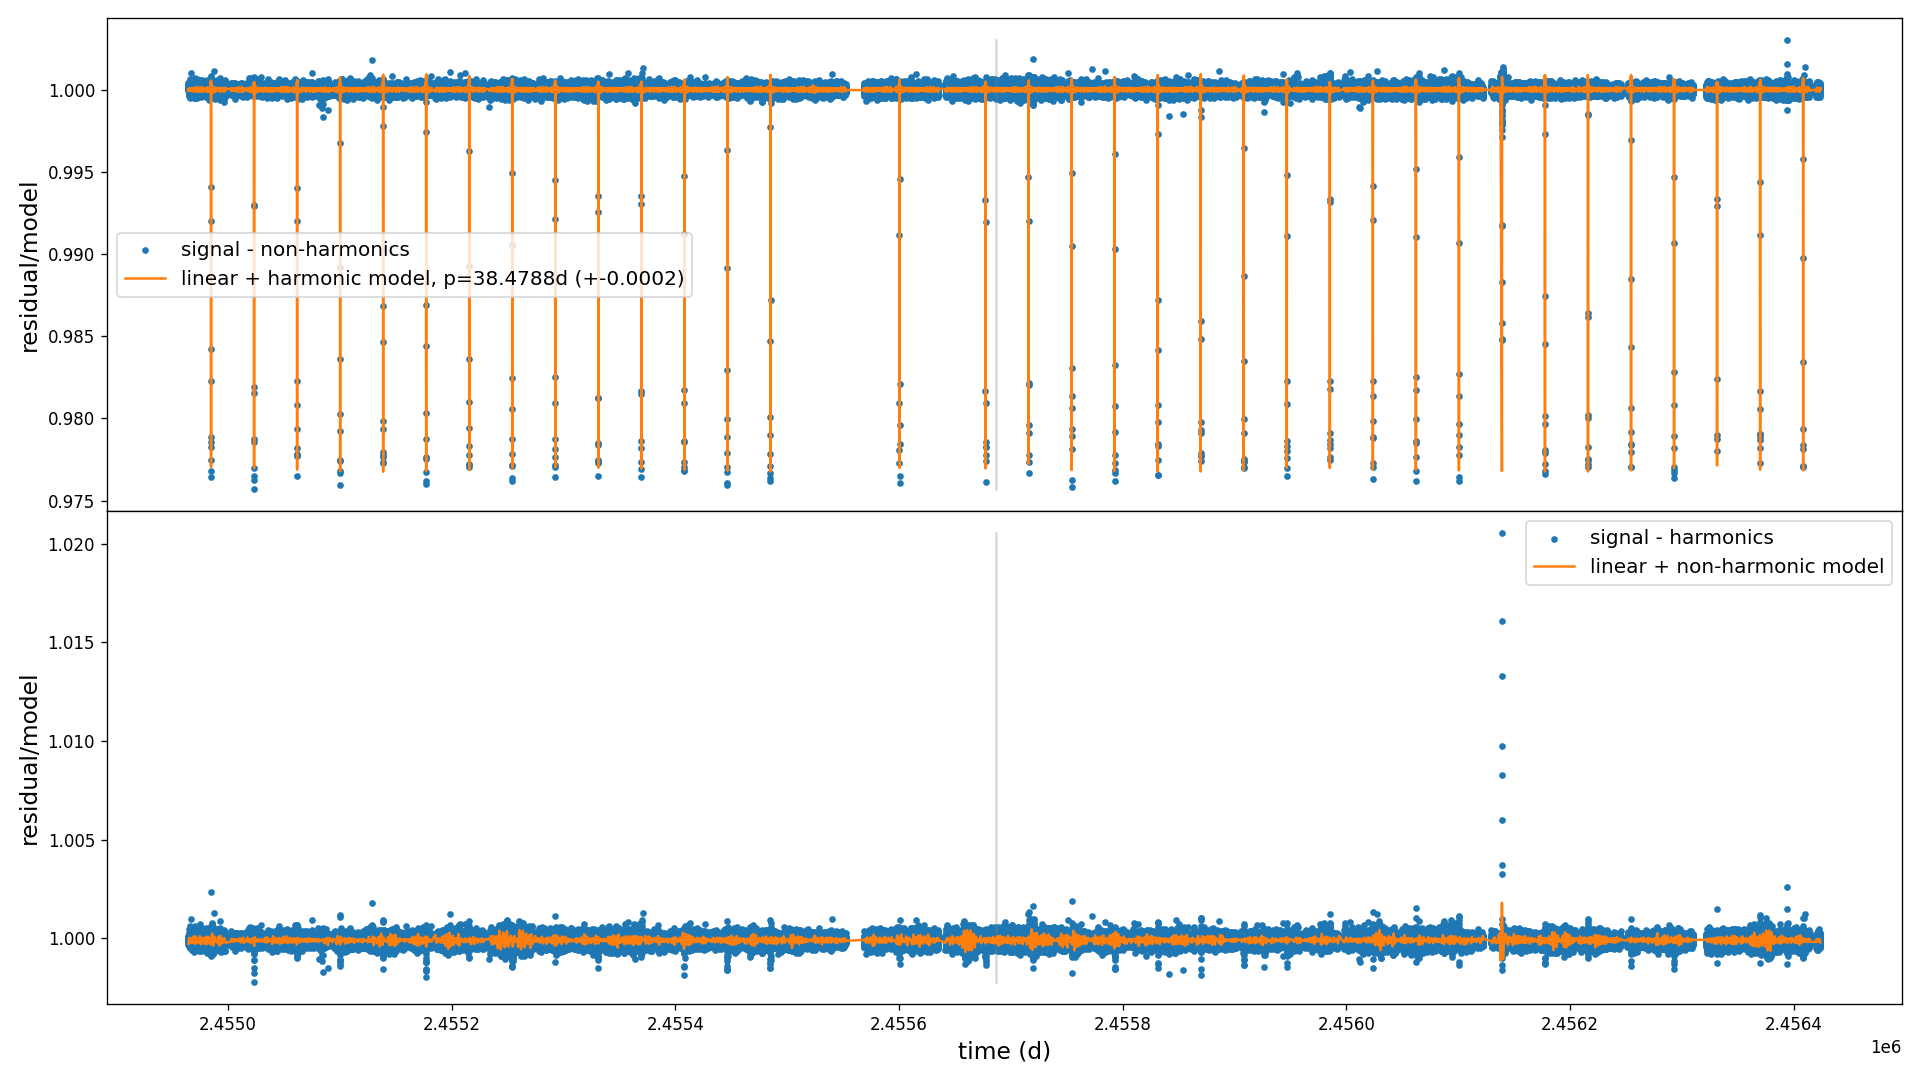 1.000
0.995
0.990
0.985
0.980
0.975
residual/model
signal - non-harmonics
linear + harmonic model, p=38.4788d (+-0.0002)
1.020
1.015
1.010
1.005
1.000
residual/model
signal - harmonics
linear + non-harmonic model
2.4550
2.4552
2.4554
2.4556
2.4558
2.4560
2.4562
2.4564
1e6
time (d)